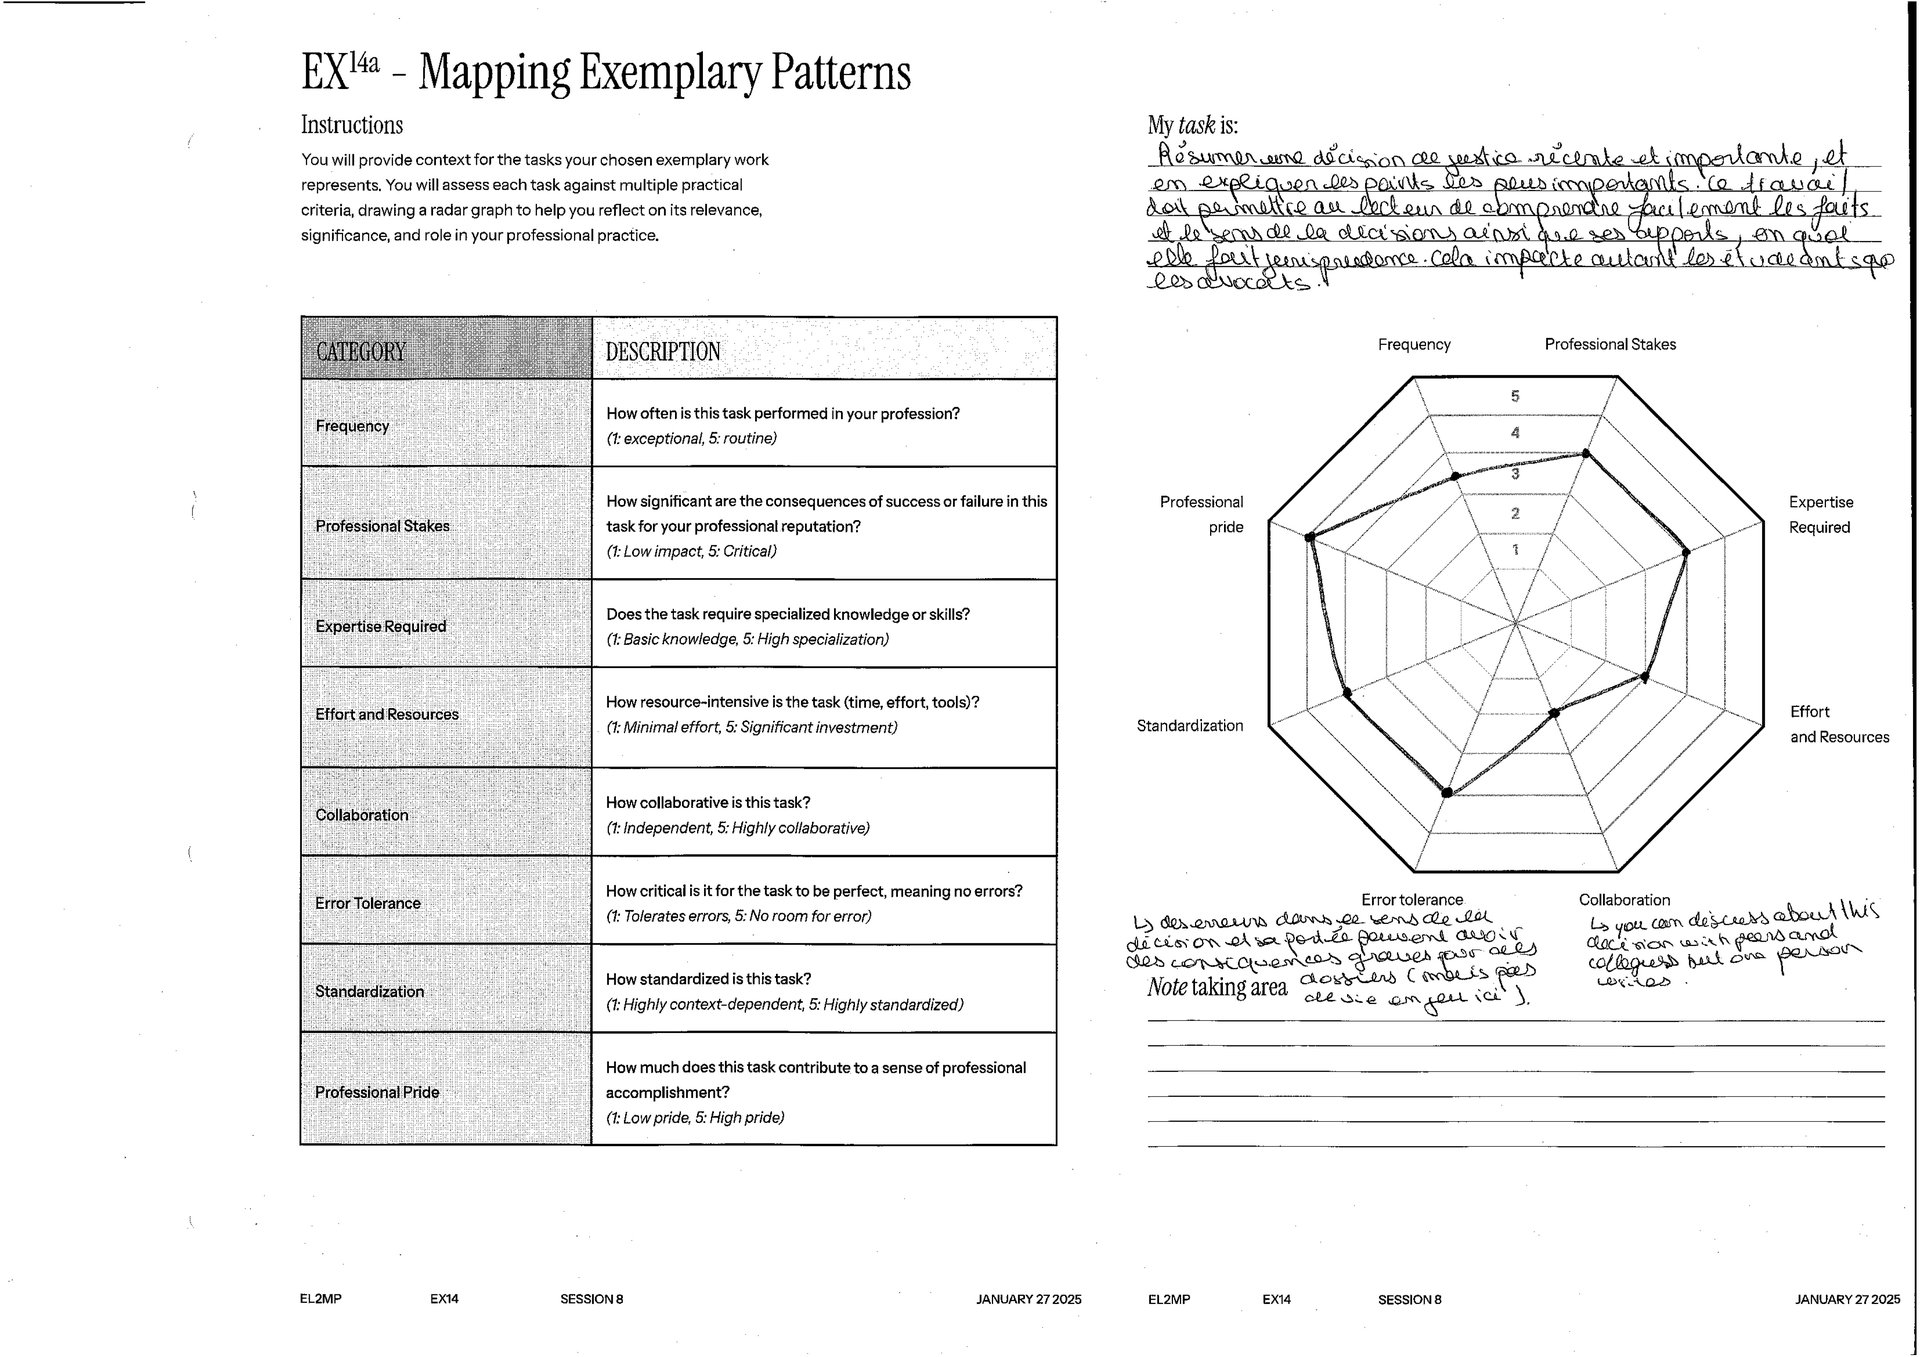 EX14a - Mapping Exemplary Patterns
Instructions
You will provide context for the tasks your chosen exemplary work
represents. You will assess each task against multiple practical
criteria, drawing a radar graph to help you reflect on its relevance,
significance, and role in your professional practice.
CATEGORY
DESCRIPTION
Frequency
How often is this task performed in your profession?
(1: exceptional, 5: routine)
Professional Stakes
How significant are the consequences of success or failure in this
task for your professional reputation?
(1: Low impact, 5: Critical)
Expertise Required
Does the task require specialized knowledge or skills?
(1: Basic knowledge, 5: High specialization)
Effort and Resources
How resource-intensive is the task (time, effort, tools)?
(1: Minimal effort, 5: Significant investment)
Collaboration
How collaborative is this task?
(1: Independent, 5: Highly collaborative)
Error Tolerance
How critical is it for the task to be perfect, meaning no errors?
(1: Tolerates errors, 5: No room for error)
Standardization
How standardized is this task?
(1: Highly context-dependent, 5: Highly standardized)
Professional Pride
How much does this task contribute to a sense of professional
accomplishment?
(1: Low pride, 5: High pride)
EL2MP EX14 SESSION 8 JANUARY 27 2025
My task is:
Résumer une décision de justice récente et importante, et
en expliquer les points les plus importants. Ce travail
doit permettre au lecteur de comprendre facilement les faits
et le sens de la décisions ainsi que ses apports, en quoi
elle fait jurisprudence. Cela impacte autant les étudeants que
les avocats.
Frequency
Professional Stakes
5
4
3
2
1
Professional
pride
Expertise
Required
Standardization
Effort
and Resources
Error tolerance
Collaboration
↳ des erreurs dans le sens de la
décision et sa portée peuvent avoir
des conséquences graves pour des
dossiers (mais pas
de vie en jeu ici).
↳ you can discuss about this
decision with peers and
but one person
writes.
Note taking area
EL2MP EX14 SESSION 8 JANUARY 27 2025